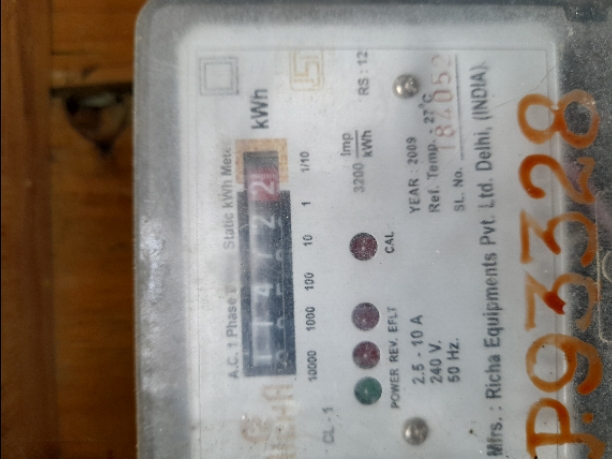 A.C. 1 Phase Static kWh Mete
kWh
10000 1000 100 10 1 1/10
CL - 1
3200 Imp
kWh
RS : 12
POWER REV. EFLT CAL
2.5 - 10 A
240 V.
50 Hz.
YEAR : 2009
Ref. Temp. : 27°C
SL. No. 184052
Mfrs. : Richa Equipments Pvt. Ltd. Delhi, (INDIA).
P.93328